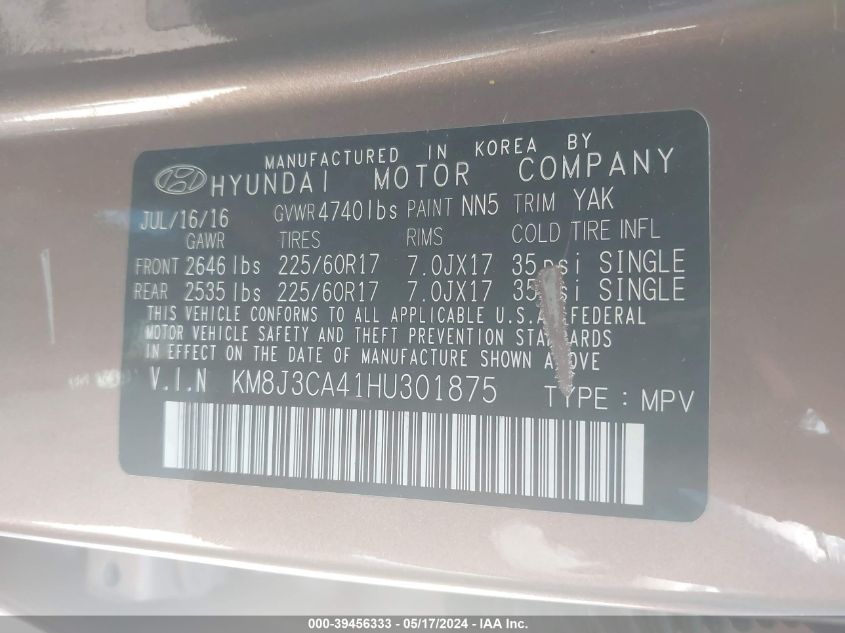 MANUFACTURED IN KOREA BY
HYUNDAI MOTOR COMPANY
JUL/16/16 GVWR 4740 lbs PAINT NN5 TRIM YAK
GAWR TIRES RIMS COLD TIRE INFL
FRONT 2646 lbs 225/60R17 7.0JX17 35 psi SINGLE
REAR 2535 lbs 225/60R17 7.0JX17 35 psi SINGLE
THIS VEHICLE CONFORMS TO ALL APPLICABLE U.S.A. FEDERAL
MOTOR VEHICLE SAFETY AND THEFT PREVENTION STANDARDS
IN EFFECT ON THE DATE OF MANUFACTURE SHOWN ABOVE
V.I.N KM8J3CA41HU301875 TYPE : MPV
000-39456333 - 05/17/2024 - IAA Inc.